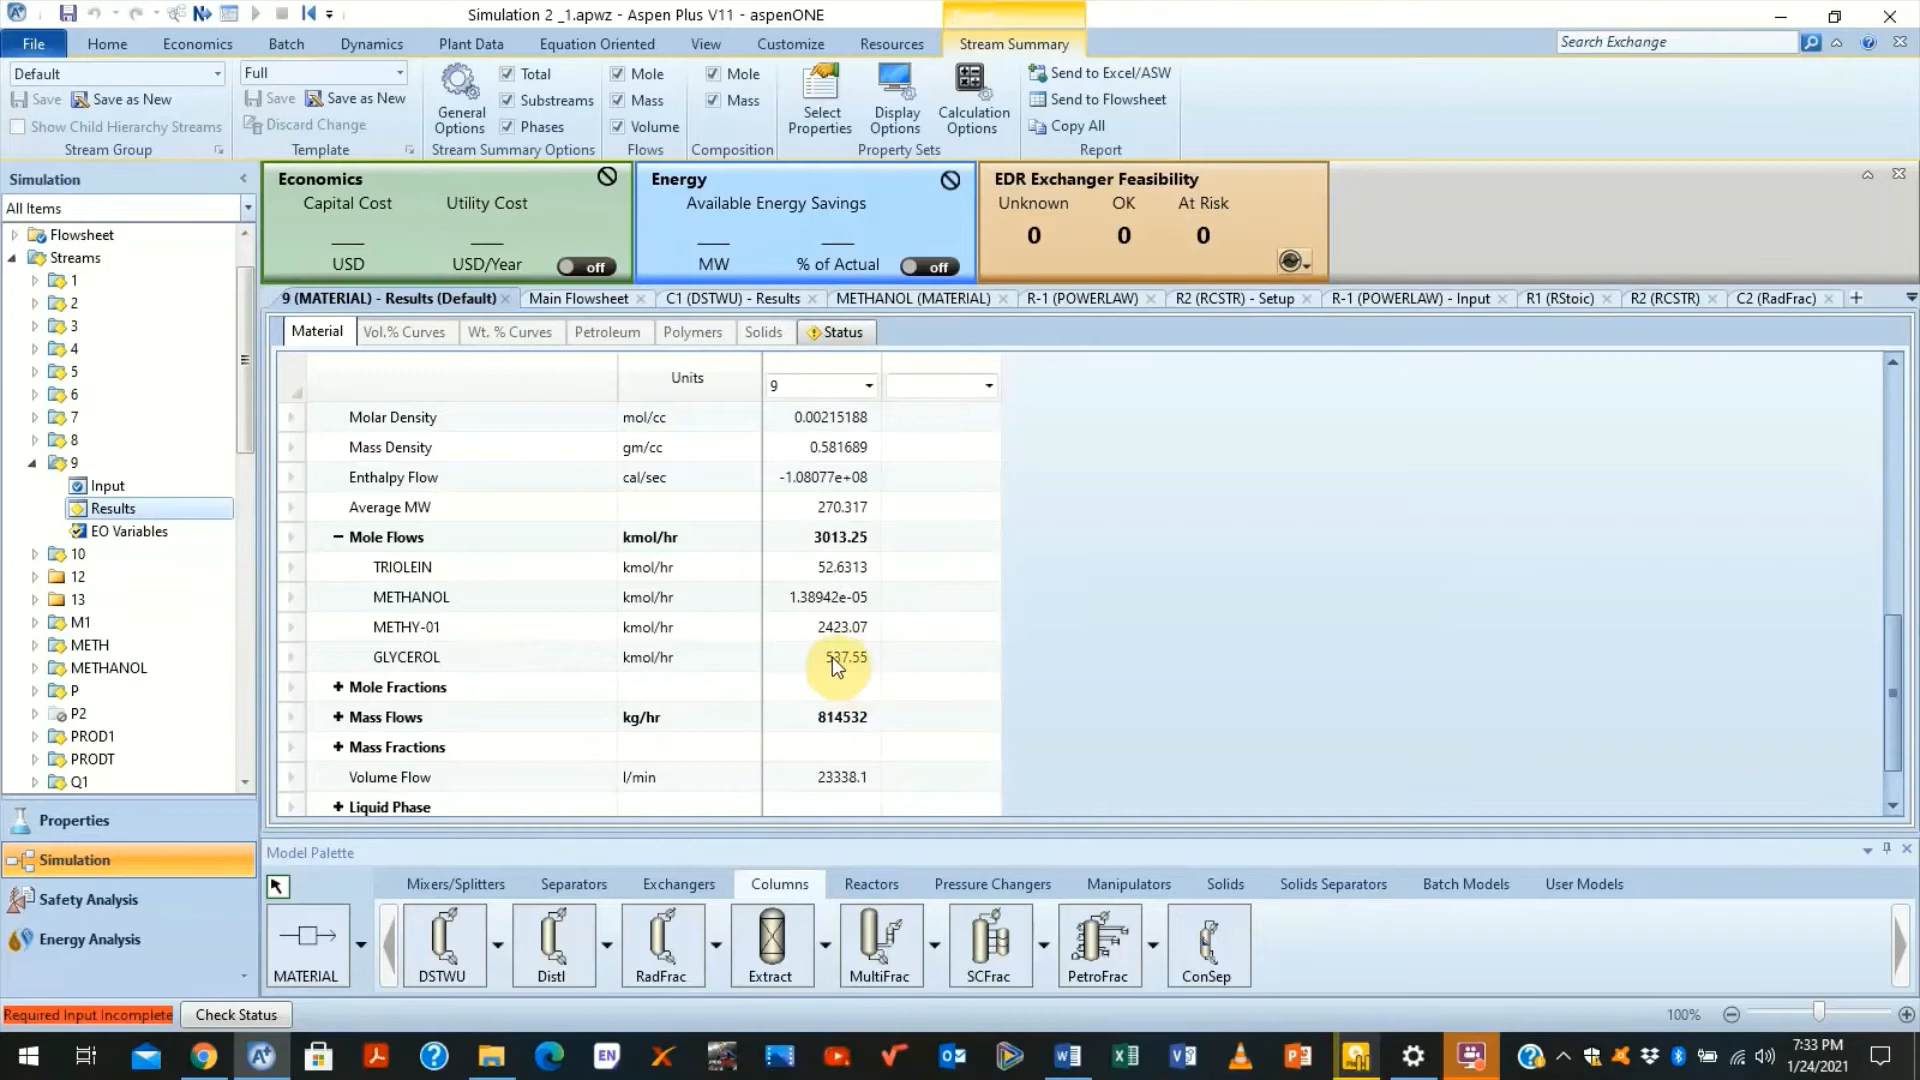 Simulation 2 _1.apwz - Aspen Plus V11 - aspenONE
File Home Economics Batch Dynamics Plant Data Equation Oriented View Customize Resources Stream Summary Search Exchange
Default Full Total Mole Mole Send to Excel/ASW
Save Save as New Save Save as New Substreams Mass Mass Send to Flowsheet
Show Child Hierarchy Streams Discard Change Phases Volume Copy All
General Options Select Properties Display Options Calculation Options
Stream Group Template Stream Summary Options Flows Composition Property Sets Report
Simulation
All Items
Flowsheet
Streams
1
2
3
4
5
6
7
8
9
Input
Results
EO Variables
10
12
13
M1
METH
METHANOL
P
P2
PROD1
PRODT
Q1
Properties
Simulation
Safety Analysis
Energy Analysis
Economics
Capital Cost Utility Cost
USD USD/Year off
Energy
Available Energy Savings
MW % of Actual off
EDR Exchanger Feasibility
Unknown OK At Risk
0 0 0
9 (MATERIAL) - Results (Default) Main Flowsheet C1 (DSTWU) - Results METHANOL (MATERIAL) R-1 (POWERLAW) R2 (RCSTR) - Setup R-1 (POWERLAW) - Input R1 (RStoic) R2 (RCSTR) C2 (RadFrac)
Material Vol.% Curves Wt. % Curves Petroleum Polymers Solids Status
Units 9
Molar Density mol/cc 0.00215188
Mass Density gm/cc 0.581689
Enthalpy Flow cal/sec -1.08077e+08
Average MW 270.317
Mole Flows kmol/hr 3013.25
TRIOLEIN kmol/hr 52.6313
METHANOL kmol/hr 1.38942e-05
METHY-01 kmol/hr 2423.07
GLYCEROL kmol/hr 537.55
Mole Fractions
Mass Flows kg/hr 814532
Mass Fractions
Volume Flow l/min 23338.1
Liquid Phase
Model Palette
Mixers/Splitters Separators Exchangers Columns Reactors Pressure Changers Manipulators Solids Solids Separators Batch Models User Models
MATERIAL DSTWU Distl RadFrac Extract MultiFrac SCFrac PetroFrac ConSep
Required Input Incomplete Check Status 100%
EN
7:33 PM
1/24/2021